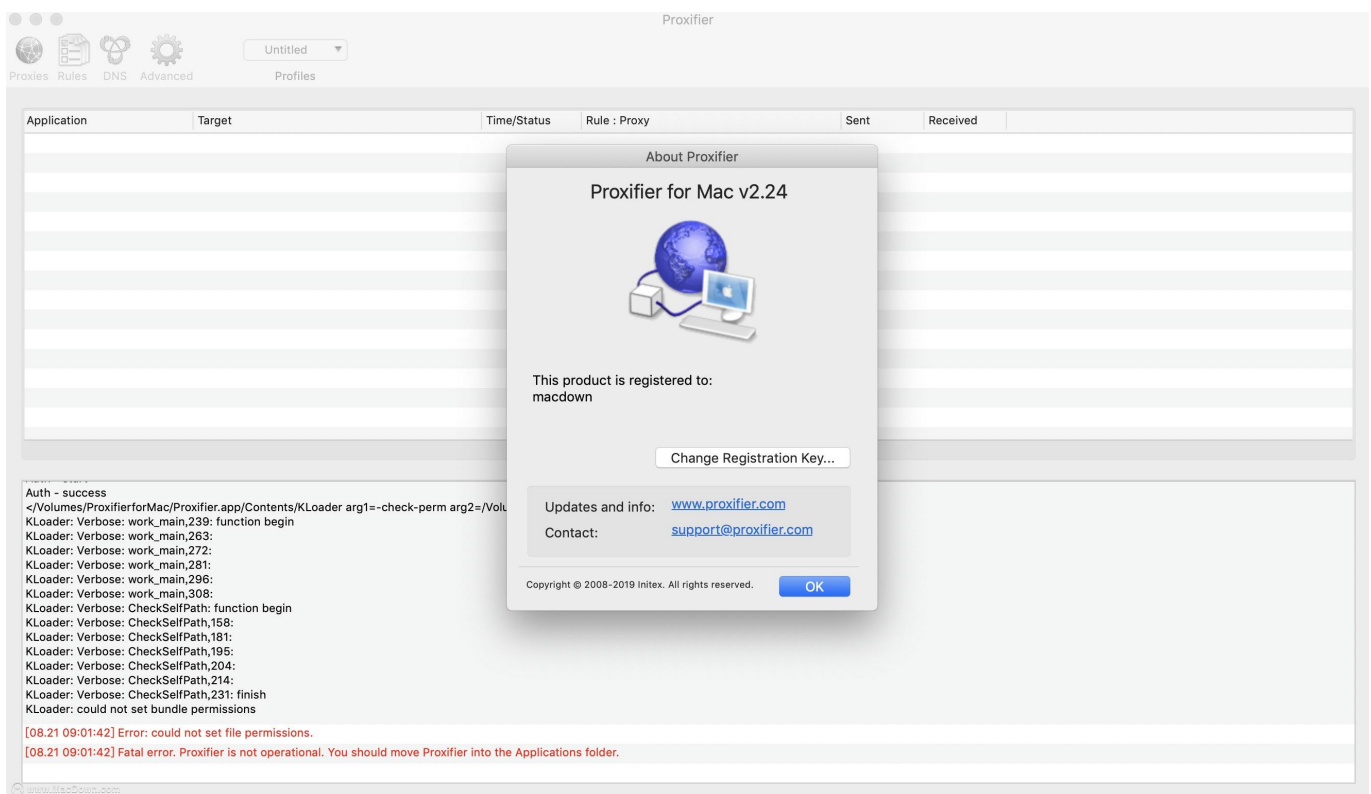 Proxifier
Untitled
Proxies Rules DNS Advanced Profiles
Application Target Time/Status Rule : Proxy Sent Received
About Proxifier
Proxifier for Mac v2.24
This product is registered to:
macdown
Change Registration Key...
Updates and info: www.proxifier.com
Contact: support@proxifier.com
Copyright © 2008-2019 Initex. All rights reserved.
OK
Auth - success
</Volumes/ProxifierforMac/Proxifier.app/Contents/KLoader arg1=-check-perm arg2=/Volu
KLoader: Verbose: work_main,239: function begin
KLoader: Verbose: work_main,263:
KLoader: Verbose: work_main,272:
KLoader: Verbose: work_main,281:
KLoader: Verbose: work_main,296:
KLoader: Verbose: work_main,308:
KLoader: Verbose: CheckSelfPath: function begin
KLoader: Verbose: CheckSelfPath,158:
KLoader: Verbose: CheckSelfPath,181:
KLoader: Verbose: CheckSelfPath,195:
KLoader: Verbose: CheckSelfPath,204:
KLoader: Verbose: CheckSelfPath,214:
KLoader: Verbose: CheckSelfPath,231: finish
KLoader: could not set bundle permissions
[08.21 09:01:42] Error: could not set file permissions.
[08.21 09:01:42] Fatal error. Proxifier is not operational. You should move Proxifier into the Applications folder.
www.MacDown.com